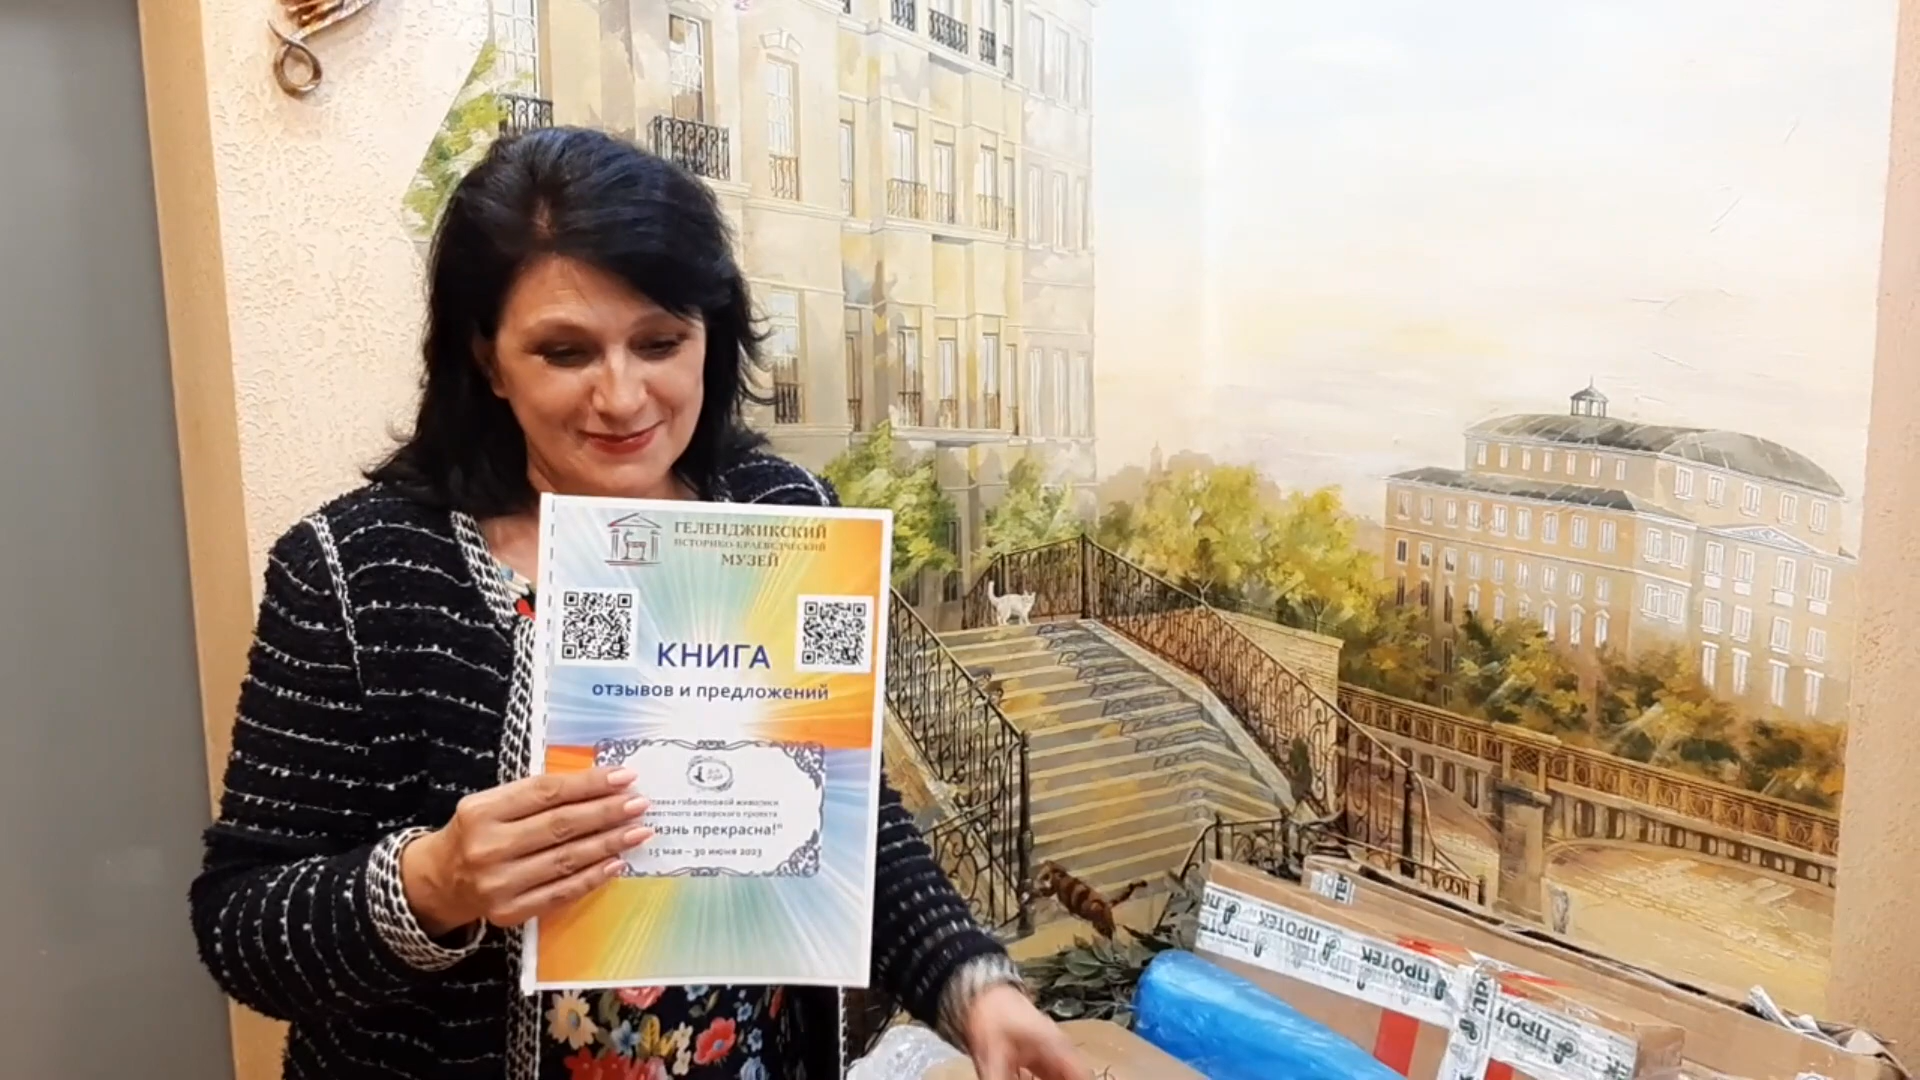 ГЕЛЕНДЖИКСКИЙ
ИСТОРИКО-КРАЕВЕДЧЕСКИЙ
МУЗЕЙ
КНИГА
отзывов и предложений
гобеленовой живописи
авторского проекта
прекрасна!"
15 мая – 30 июня 2023
ПРОТЕК
ПРОТЕК
ПРОТЕК